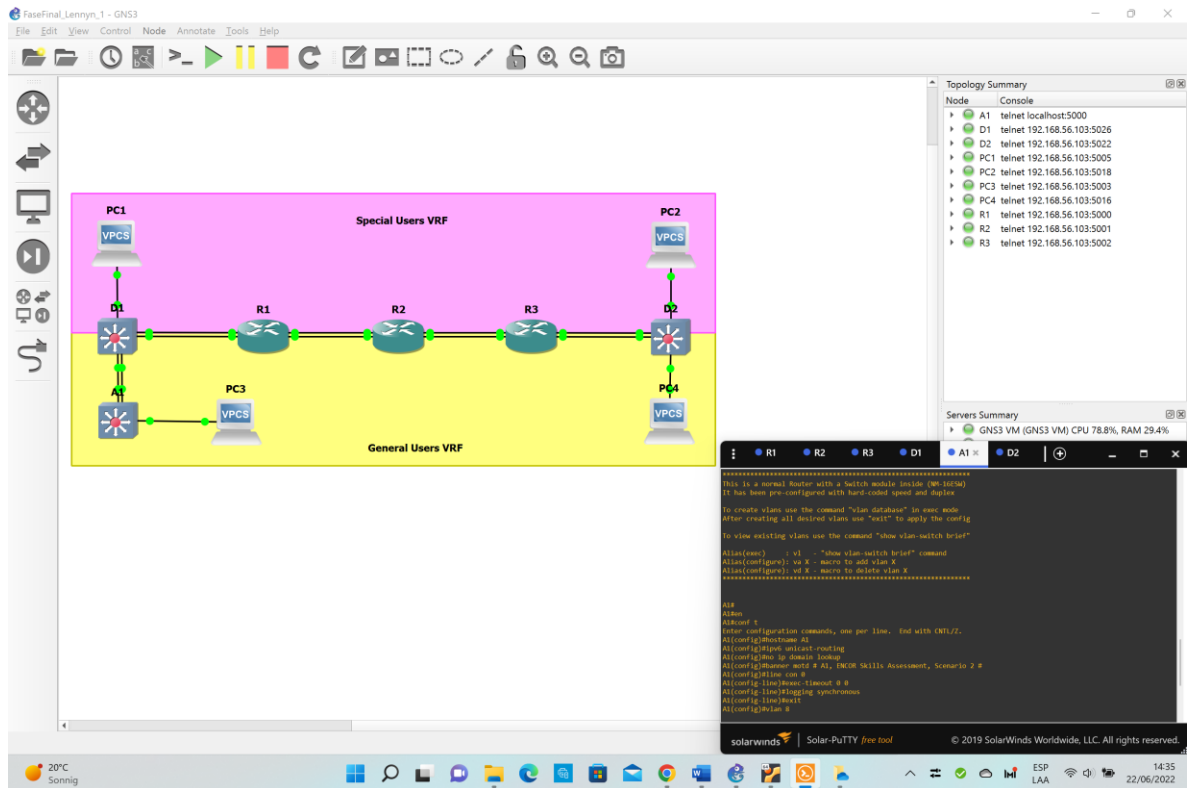 FaseFinal_Lennyn_1 - GNS3
File Edit View Control Node Annotate Tools Help
Topology Summary
Node Console
A1 telnet localhost:5000
D1 telnet 192.168.56.103:5026
D2 telnet 192.168.56.103:5022
PC1 telnet 192.168.56.103:5005
PC2 telnet 192.168.56.103:5018
PC3 telnet 192.168.56.103:5003
PC4 telnet 192.168.56.103:5016
R1 telnet 192.168.56.103:5000
R2 telnet 192.168.56.103:5001
R3 telnet 192.168.56.103:5002
PC1
Special Users VRF
PC2
VPCS
VPCS
D1
R1
R2
R3
D2
A1
PC3
PC4
VPCS
VPCS
General Users VRF
Servers Summary
GNS3 VM (GNS3 VM) CPU 78.8%, RAM 29.4%
R1 R2 R3 D1 A1 D2
***********************************************************
This is a normal Router with a Switch module inside (NM-16ESW)
It has been pre-configured with hard-coded speed and duplex
To create vlans use the command "vlan database" in exec mode
After creating all desired vlans use "exit" to apply the config
To view existing vlans use the command "show vlan-switch brief"
Alias(exec) : vl - "show vlan-switch brief" command
Alias(configure): va X - macro to add vlan X
Alias(configure): vd X - macro to delete vlan X
***********************************************************
A1#
A1#en
A1#conf t
Enter configuration commands, one per line. End with CNTL/Z.
A1(config)#hostname A1
A1(config)#ipv6 unicast-routing
A1(config)#no ip domain lookup
A1(config)#banner motd # A1, ENCOR Skills Assessment, Scenario 2 #
A1(config)#line con 0
A1(config-line)#exec-timeout 0 0
A1(config-line)#logging synchronous
A1(config-line)#exit
A1(config)#vlan 8
solarwinds Solar-PuTTY free tool © 2019 SolarWinds Worldwide, LLC. All rights reserved.
20°C
Sonnig
ESP
LAA
14:35
22/06/2022